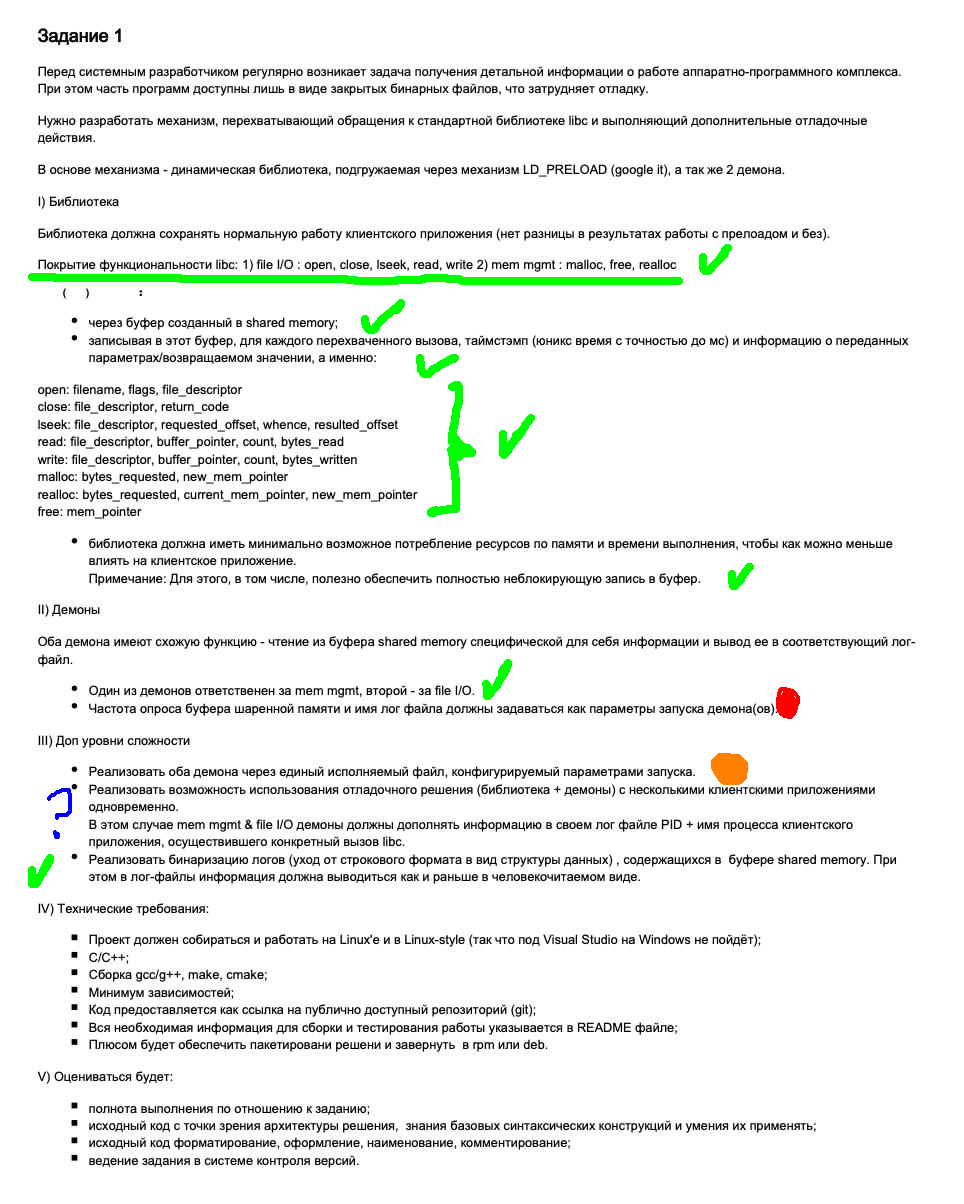 Задание 1
Перед системным разработчиком регулярно возникает задача получения детальной информации о работе аппаратно-программного комплекса.
При этом часть программ доступны лишь в виде закрытых бинарных файлов, что затрудняет отладку.
Нужно разработать механизм, перехватывающий обращения к стандартной библиотеке libc и выполняющий дополнительные отладочные
действия.
В основе механизма - динамическая библиотека, подгружаемая через механизм LD_PRELOAD (google it), а так же 2 демона.
I) Библиотека
Библиотека должна сохранять нормальную работу клиентского приложения (нет разницы в результатах работы с прелоадом и без).
Покрытие функциональности libc: 1) file I/O : open, close, lseek, read, write 2) mem mgmt : malloc, free, realloc
( ) :
• через буфер созданный в shared memory;
• записывая в этот буфер, для каждого перехваченного вызова, таймстэмп (юникс время с точностью до мс) и информацию о переданных
параметрах/возвращаемом значении, а именно:
open: filename, flags, file_descriptor
close: file_descriptor, return_code
lseek: file_descriptor, requested_offset, whence, resulted_offset
read: file_descriptor, buffer_pointer, count, bytes_read
write: file_descriptor, buffer_pointer, count, bytes_written
malloc: bytes_requested, new_mem_pointer
realloc: bytes_requested, current_mem_pointer, new_mem_pointer
free: mem_pointer
• библиотека должна иметь минимально возможное потребление ресурсов по памяти и времени выполнения, чтобы как можно меньше
влиять на клиентское приложение.
Примечание: Для этого, в том числе, полезно обеспечить полностью неблокирующую запись в буфер.
II) Демоны
Оба демона имеют схожую функцию - чтение из буфера shared memory специфической для себя информации и вывод ее в соответствующий лог-
файл.
• Один из демонов ответственен за mem mgmt, второй - за file I/O.
• Частота опроса буфера шаренной памяти и имя лог файла должны задаваться как параметры запуска демона(ов).
III) Доп уровни сложности
• Реализовать оба демона через единый исполняемый файл, конфигурируемый параметрами запуска.
• Реализовать возможность использования отладочного решения (библиотека + демоны) с несколькими клиентскими приложениями
одновременно.
В этом случае mem mgmt & file I/O демоны должны дополнять информацию в своем лог файле PID + имя процесса клиентского
приложения, осуществившего конкретный вызов libc.
• Реализовать бинаризацию логов (уход от строкового формата в вид структуры данных) , содержащихся в буфере shared memory. При
этом в лог-файлы информация должна выводиться как и раньше в человекочитаемом виде.
IV) Технические требования:
▪ Проект должен собираться и работать на Linux'е и в Linux-style (так что под Visual Studio на Windows не пойдёт);
▪ C/C++;
▪ Сборка gcc/g++, make, cmake;
▪ Минимум зависимостей;
▪ Код предоставляется как ссылка на публично доступный репозиторий (git);
▪ Вся необходимая информация для сборки и тестирования работы указывается в README файле;
▪ Плюсом будет обеспечить пакетировани решени и завернуть в rpm или deb.
V) Оцениваться будет:
▪ полнота выполнения по отношению к заданию;
▪ исходный код с точки зрения архитектуры решения, знания базовых синтаксических конструкций и умения их применять;
▪ исходный код форматирование, оформление, наименование, комментирование;
▪ ведение задания в системе контроля версий.